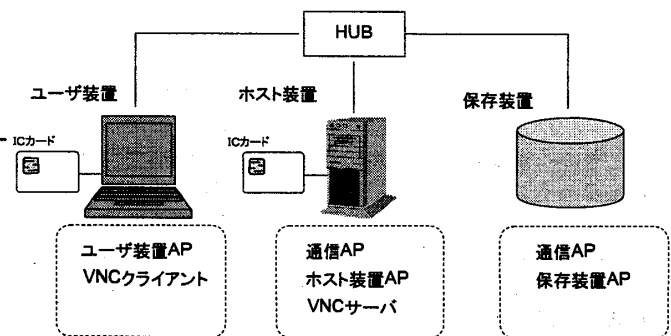 HUB
ユーザ装置
ホスト装置
保存装置
ICカード
ICカード
ユーザ装置AP
VNCクライアント
通信AP
ホスト装置AP
VNCサーバ
通信AP
保存装置AP